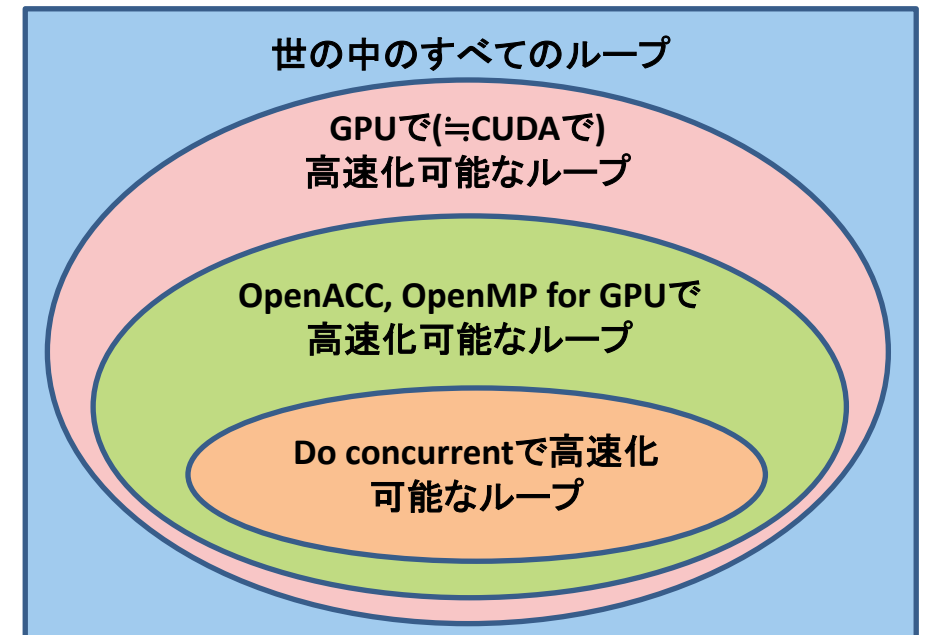 世の中のすべてのループ
GPUで(≒CUDAで)
高速化可能なループ
OpenACC, OpenMP for GPUで
高速化可能なループ
Do concurrentで高速化
可能なループ